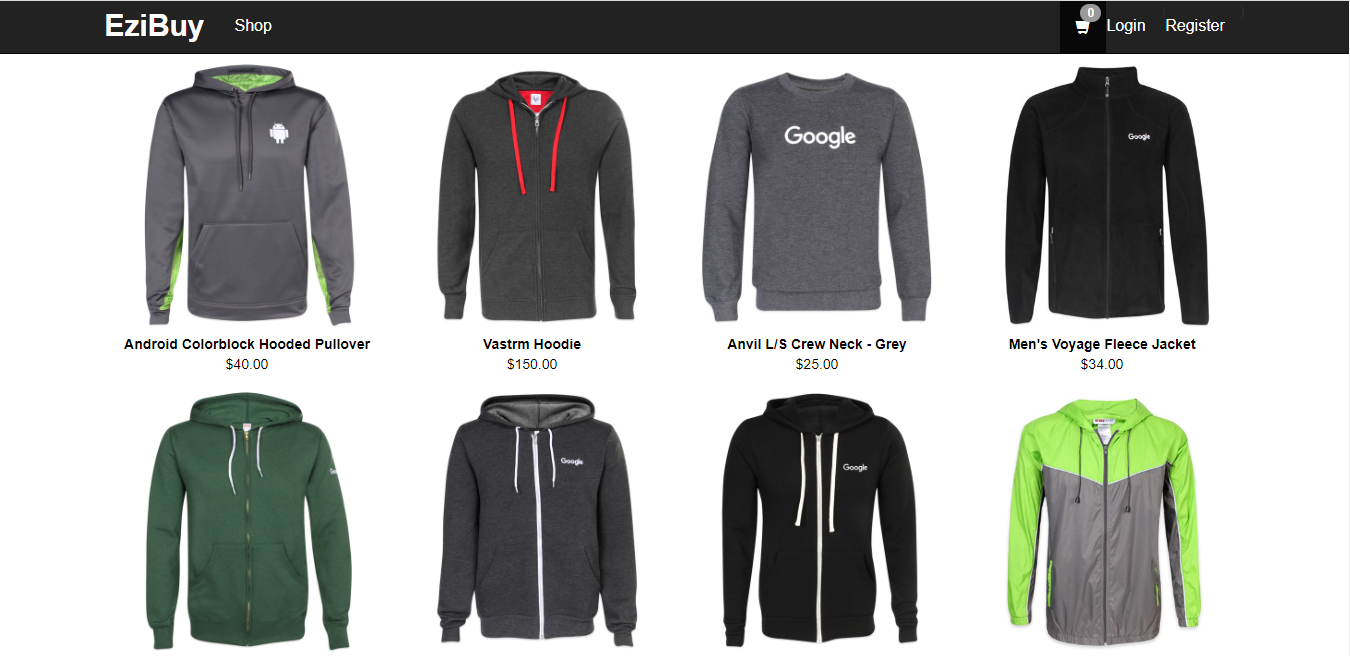 EziBuy Shop 0 Login Register
Google
Google
Android Colorblock Hooded Pullover Vastrm Hoodie Anvil L/S Crew Neck - Grey Men's Voyage Fleece Jacket
$40.00 $150.00 $25.00 $34.00
Google
Google